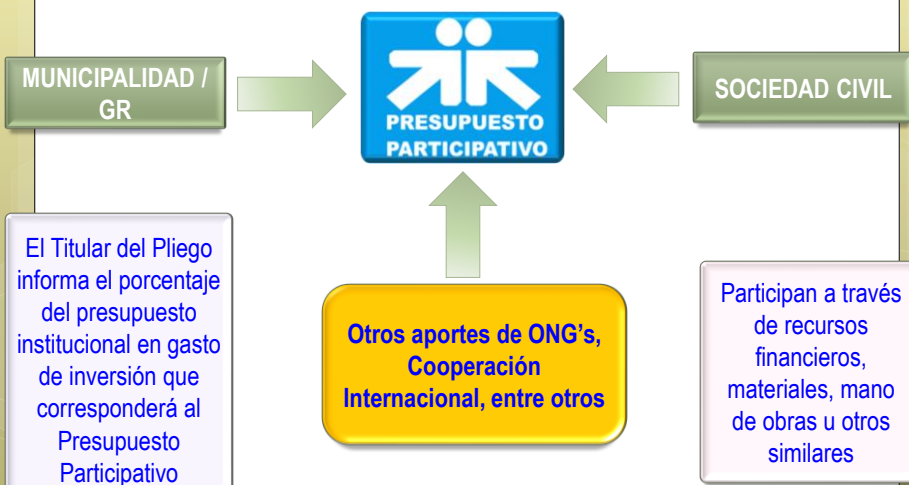 MUNICIPALIDAD /
GR
PRESUPUESTO
PARTICIPATIVO
SOCIEDAD CIVIL
El Titular del Pliego
informa el porcentaje
del presupuesto
institucional en gasto
de inversión que
corresponderá al
Presupuesto
Participativo
Otros aportes de ONG's,
Cooperación
Internacional, entre otros
Participan a través
de recursos
financieros,
materiales, mano
de obras u otros
similares